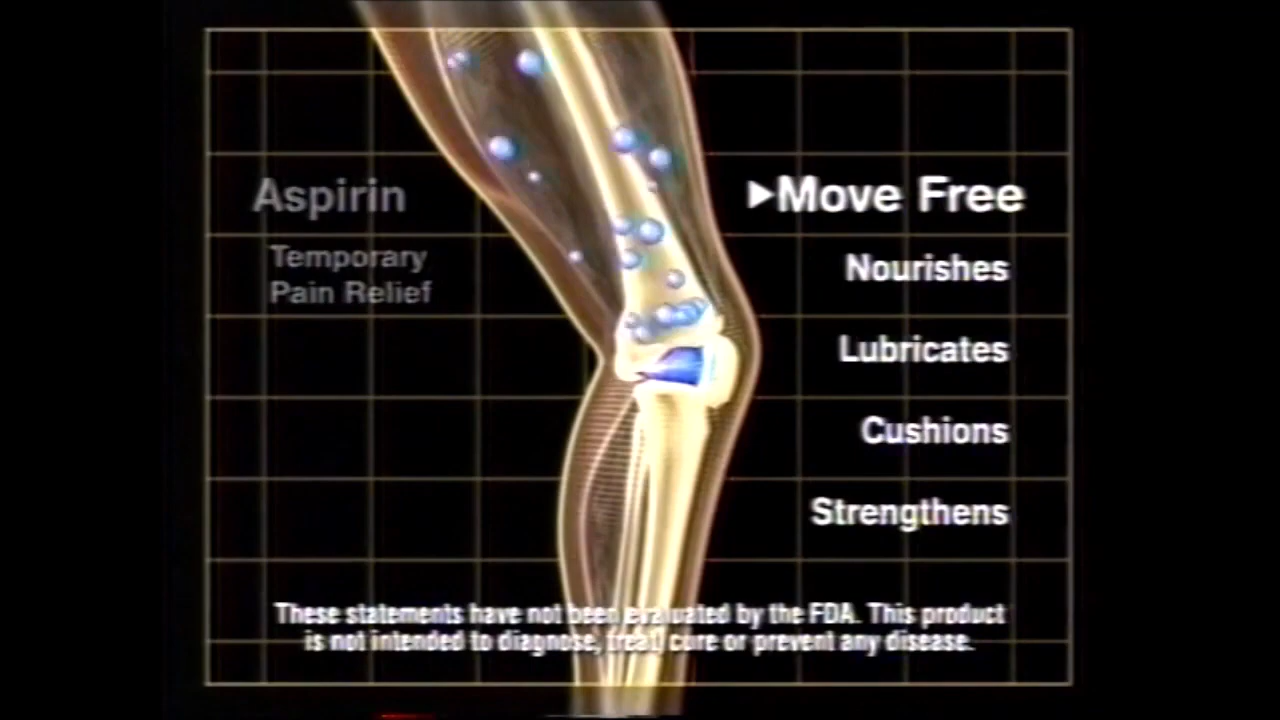 Aspirin
Temporary
Pain Relief
▶Move Free
Nourishes
Lubricates
Cushions
Strengthens
These statements have not been evaluated by the FDA. This product
is not intended to diagnose, treat, cure or prevent any disease.